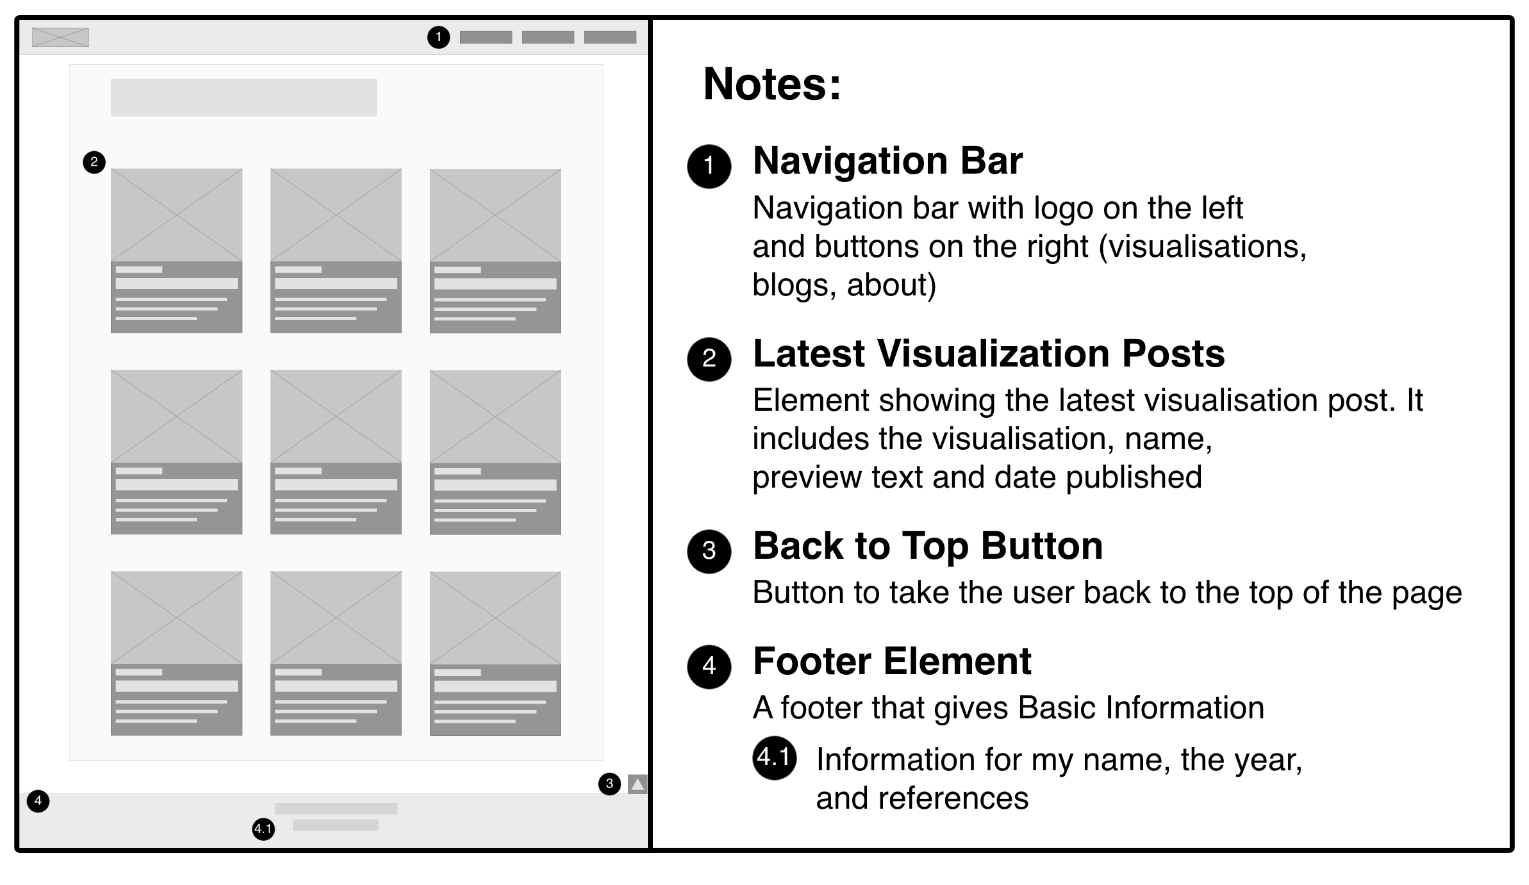 1
2
3
4
4.1
Notes:
1 Navigation Bar
Navigation bar with logo on the left
and buttons on the right (visualisations,
blogs, about)
2 Latest Visualization Posts
Element showing the latest visualisation post. It
includes the visualisation, name,
preview text and date published
3 Back to Top Button
Button to take the user back to the top of the page
4 Footer Element
A footer that gives Basic Information
4.1 Information for my name, the year,
and references